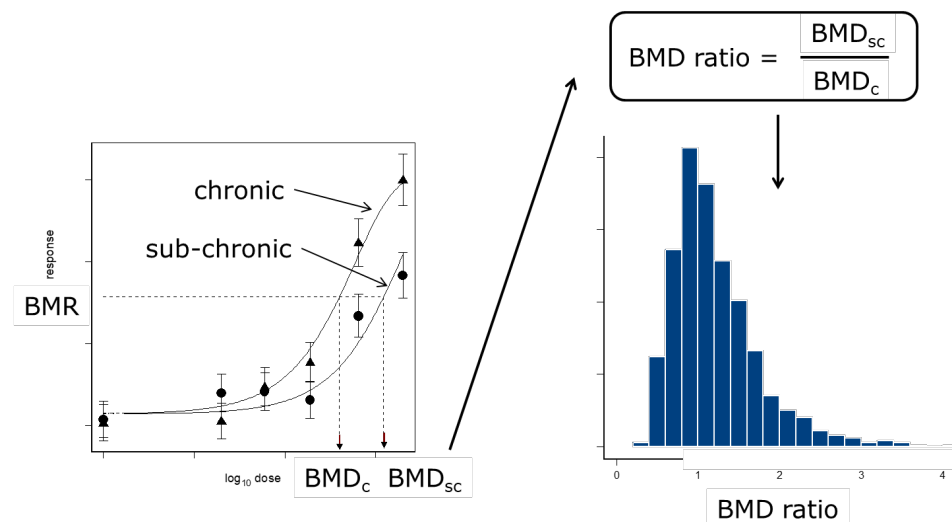 BMD ratio =
BMDsc
BMDc
chronic
sub-chronic
response
BMR
log10 dose
BMDc
BMDsc
0 1 2 3 4
BMD ratio